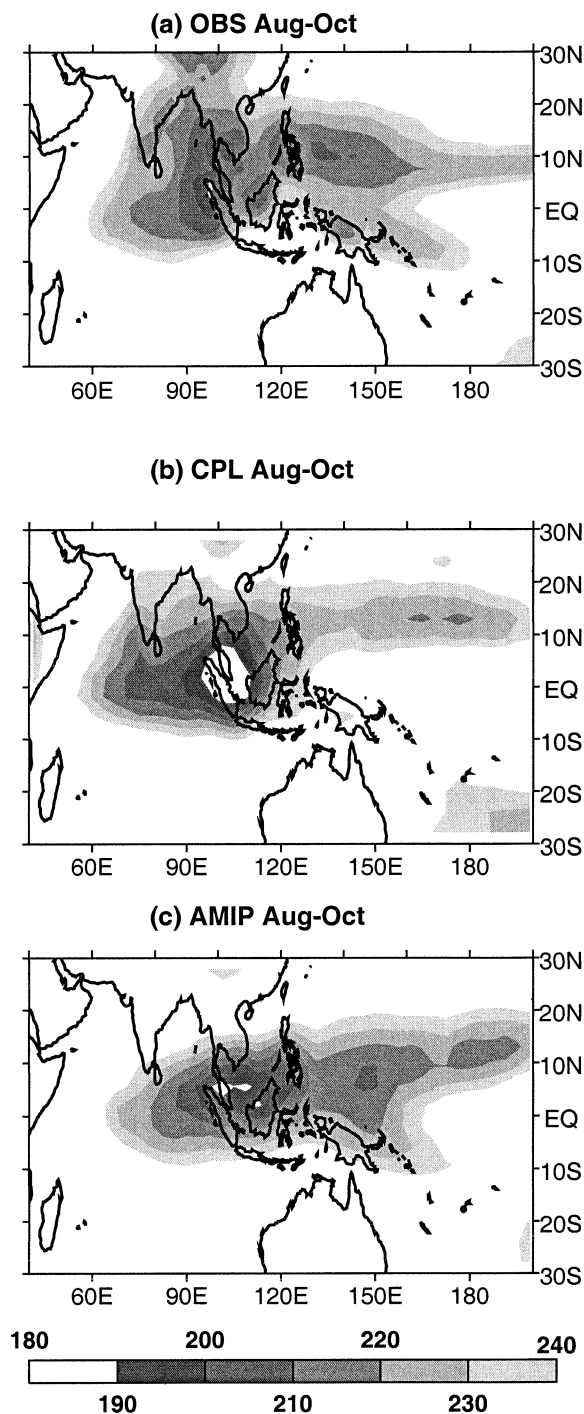 (a) OBS Aug-Oct
30N
20N
10N
EQ
10S
20S
30S
60E 90E 120E 150E 180
(b) CPL Aug-Oct
30N
20N
10N
EQ
10S
20S
30S
60E 90E 120E 150E 180
(c) AMIP Aug-Oct
30N
20N
10N
EQ
10S
20S
30S
60E 90E 120E 150E 180
180 200 220 240
190 210 230